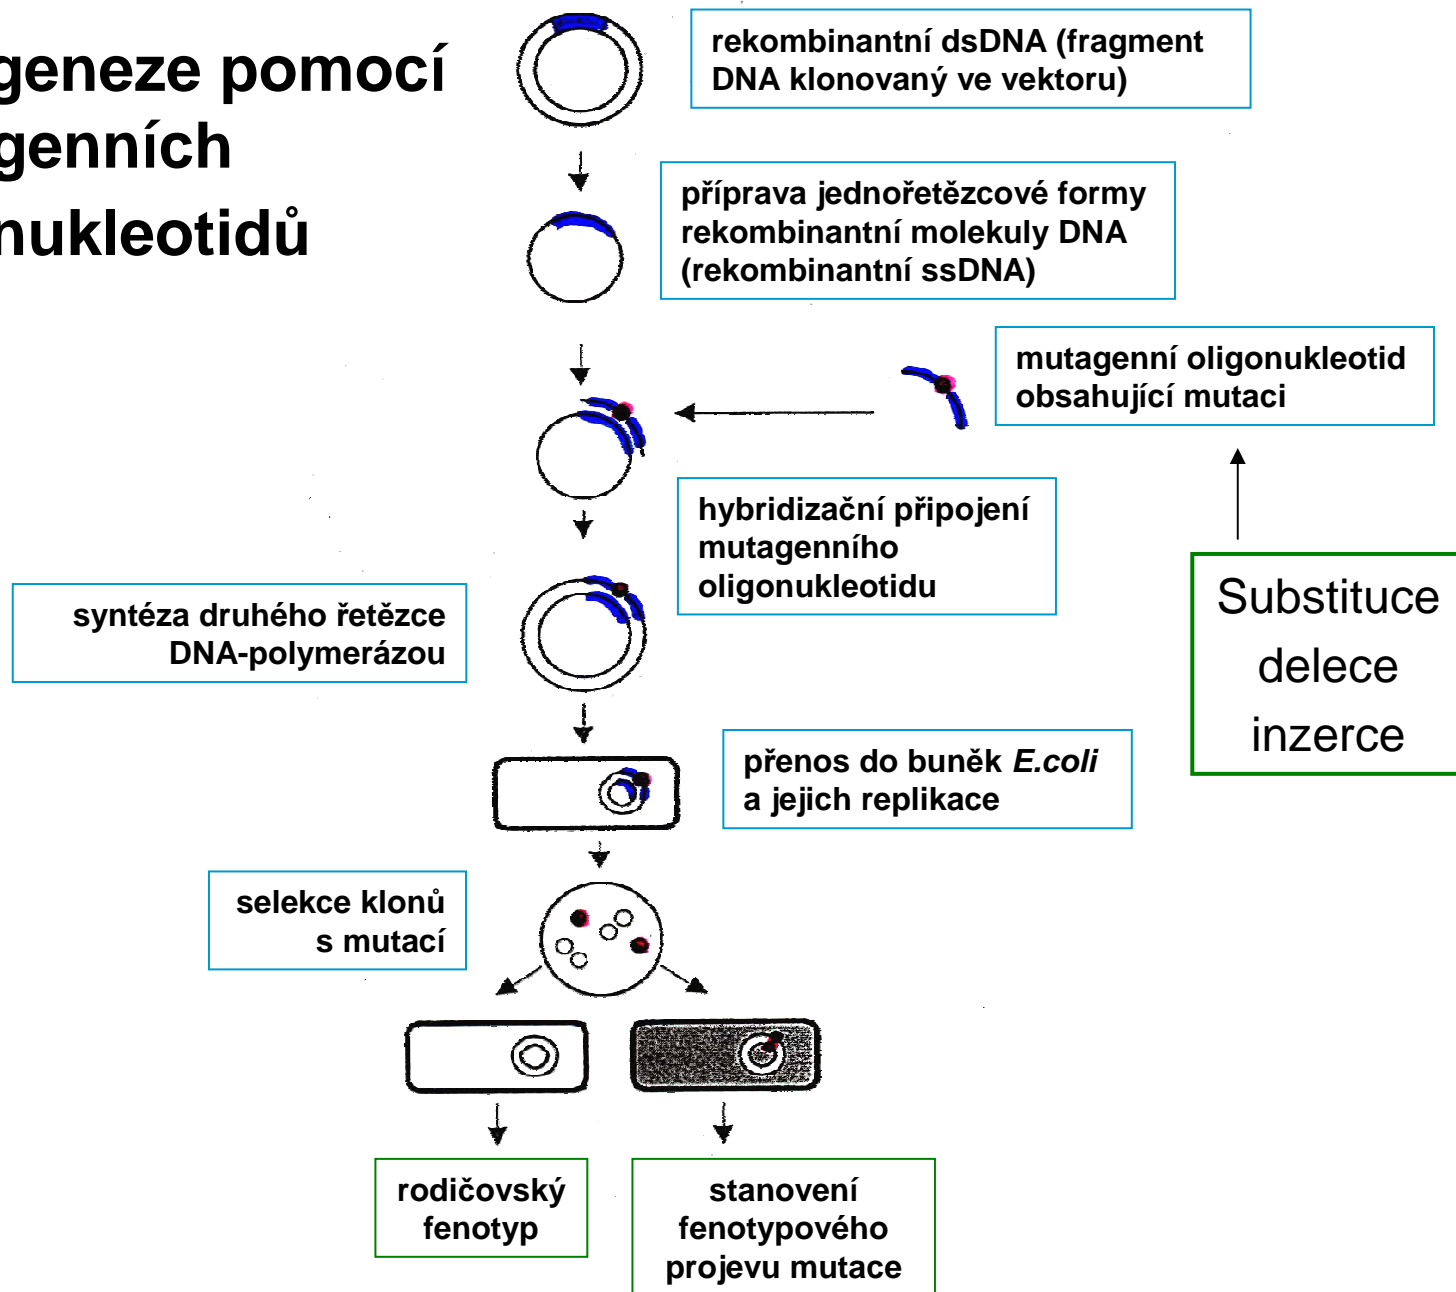 geneze pomocí
genních
nukleotidů
rekombinantní dsDNA (fragment
DNA klonovaný ve vektoru)
příprava jednořetězcové formy
rekombinantní molekuly DNA
(rekombinantní ssDNA)
mutagenní oligonukleotid
obsahující mutaci
hybridizační připojení
mutagenního
oligonukleotidu
Substituce
delece
inzerce
syntéza druhého řetězce
DNA-polymerázou
přenos do buněk E.coli
a jejich replikace
selekce klonů
s mutací
rodičovský
fenotyp
stanovení
fenotypového
projevu mutace